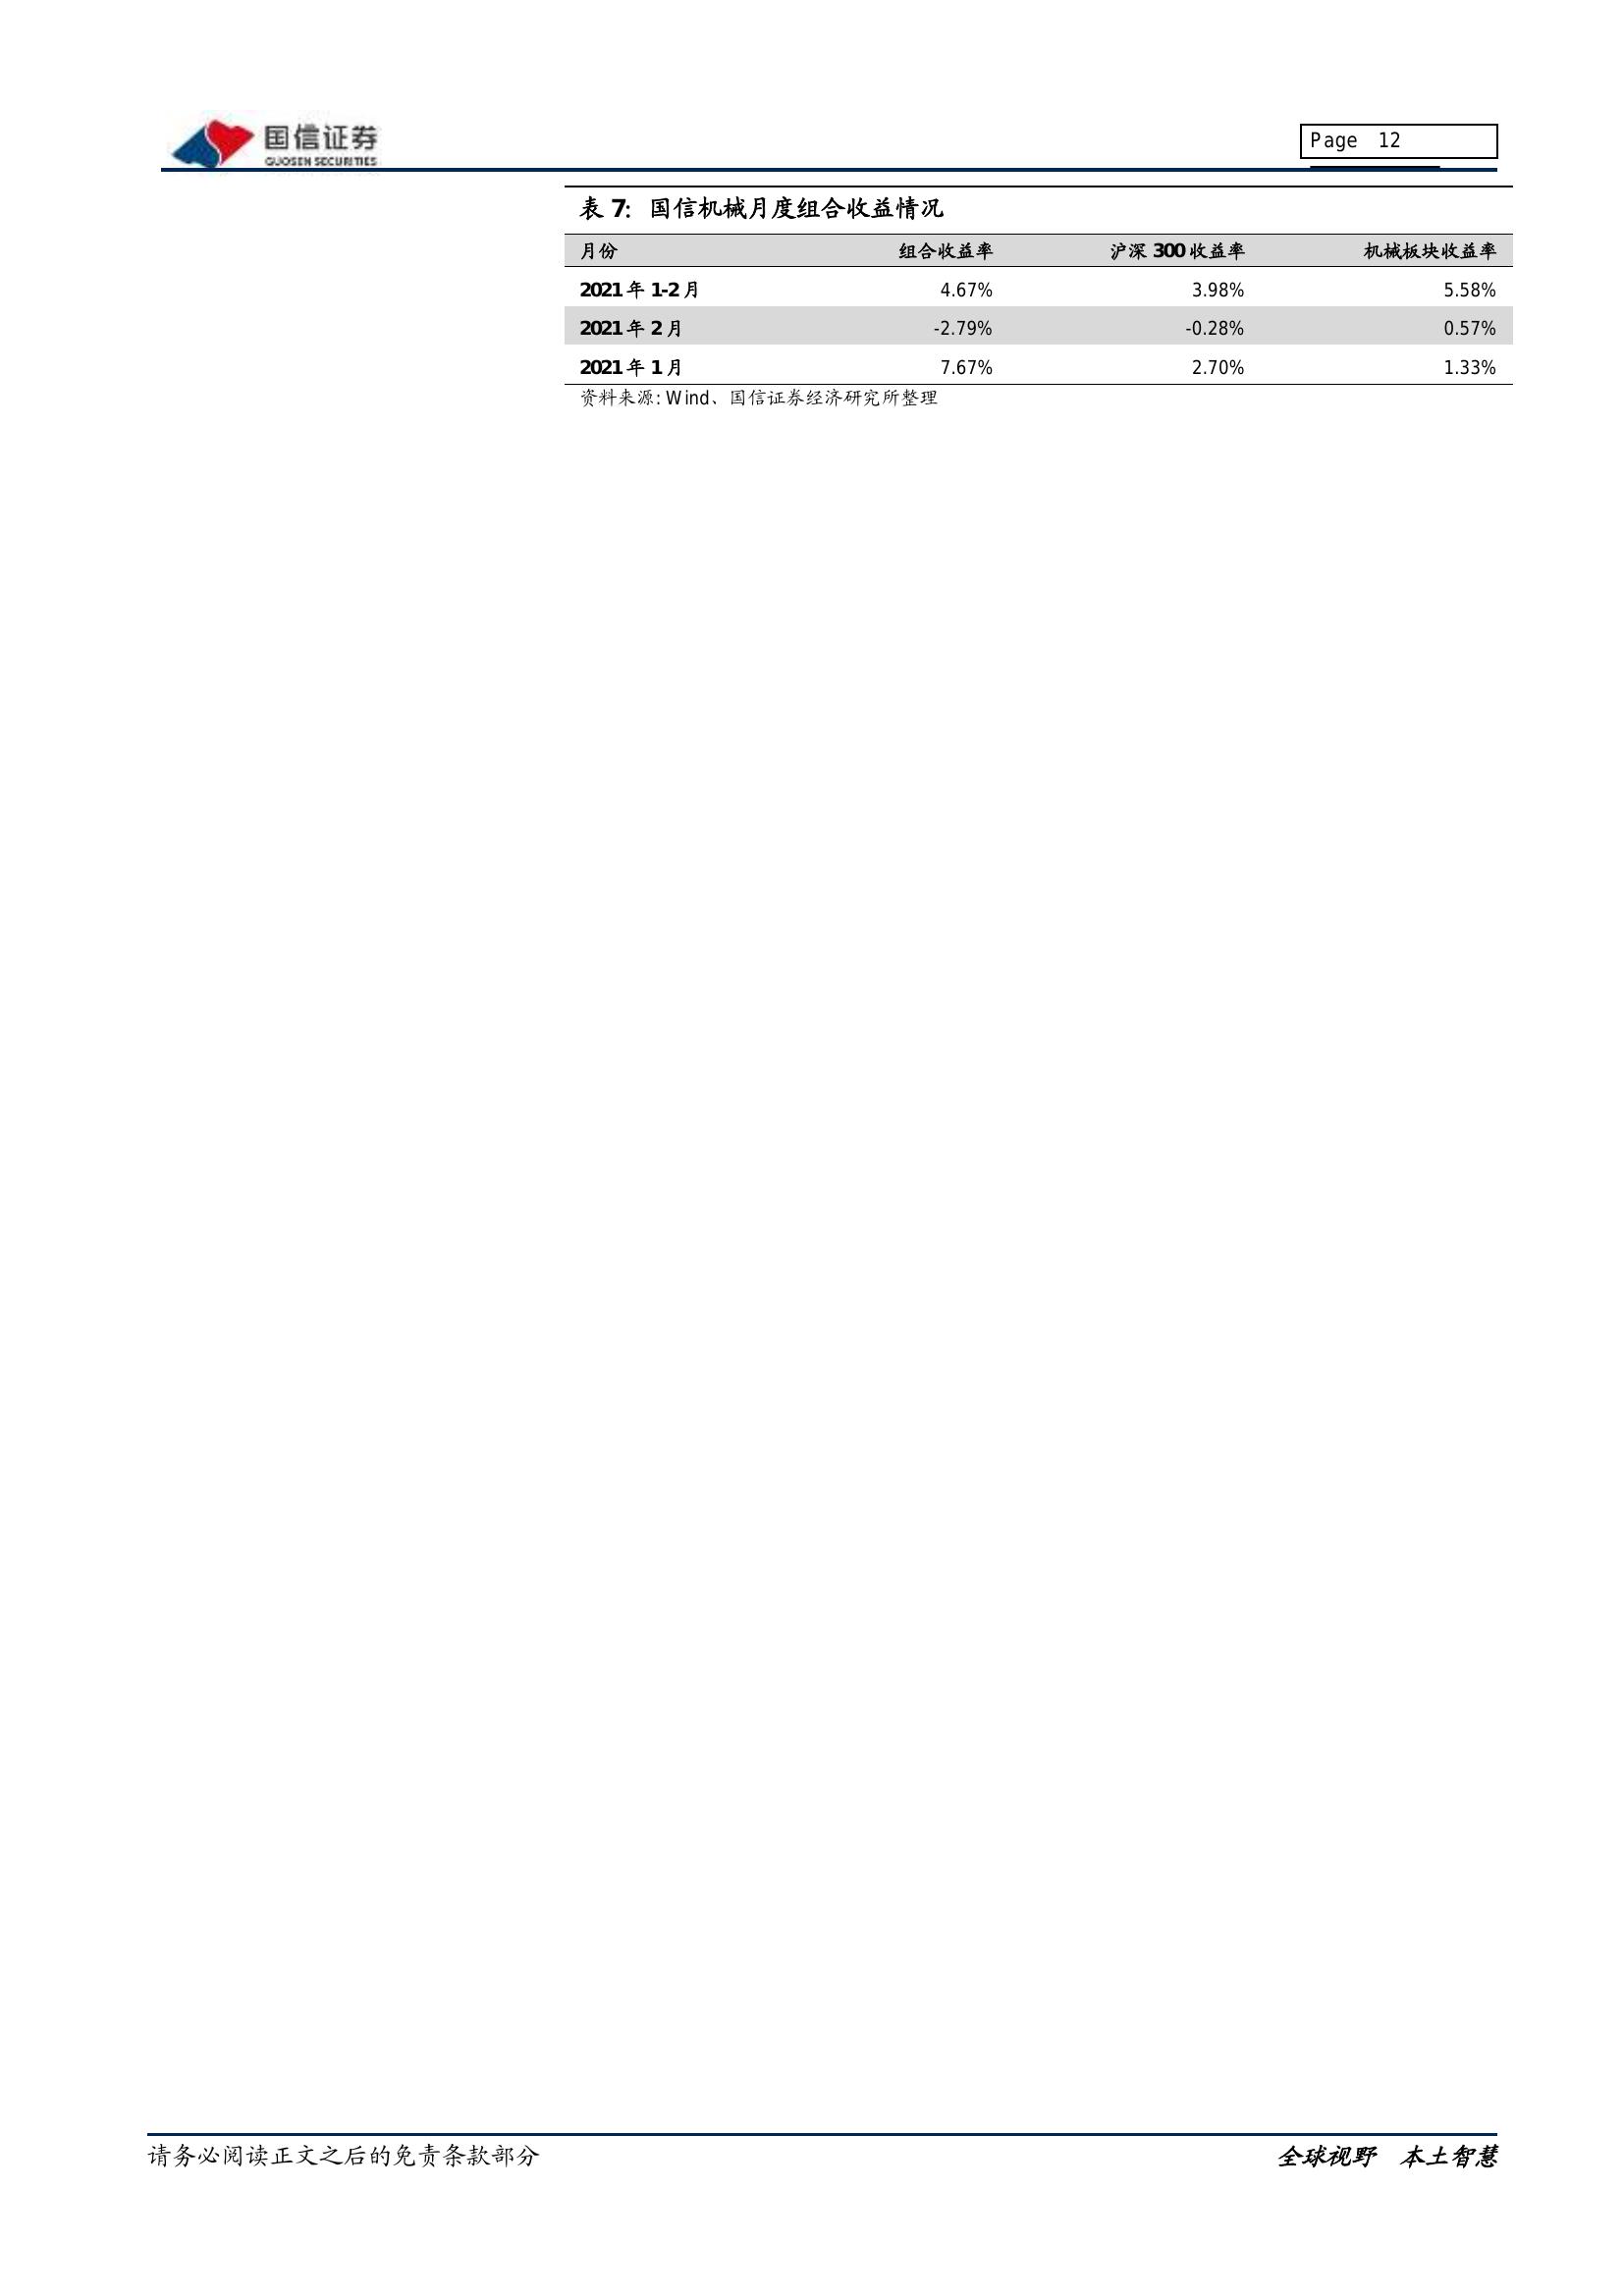 国信证券
GUOSEN SECURITIES
Page 12
表 7: 国信机械月度组合收益情况
月份 组合收益率 沪深 300 收益率 机械板块收益率
2021 年 1-2 月 4.67% 3.98% 5.58%
2021 年 2 月 -2.79% -0.28% 0.57%
2021 年 1 月 7.67% 2.70% 1.33%
资料来源: Wind、国信证券经济研究所整理
请务必阅读正文之后的免责条款部分
全球视野 本土智慧